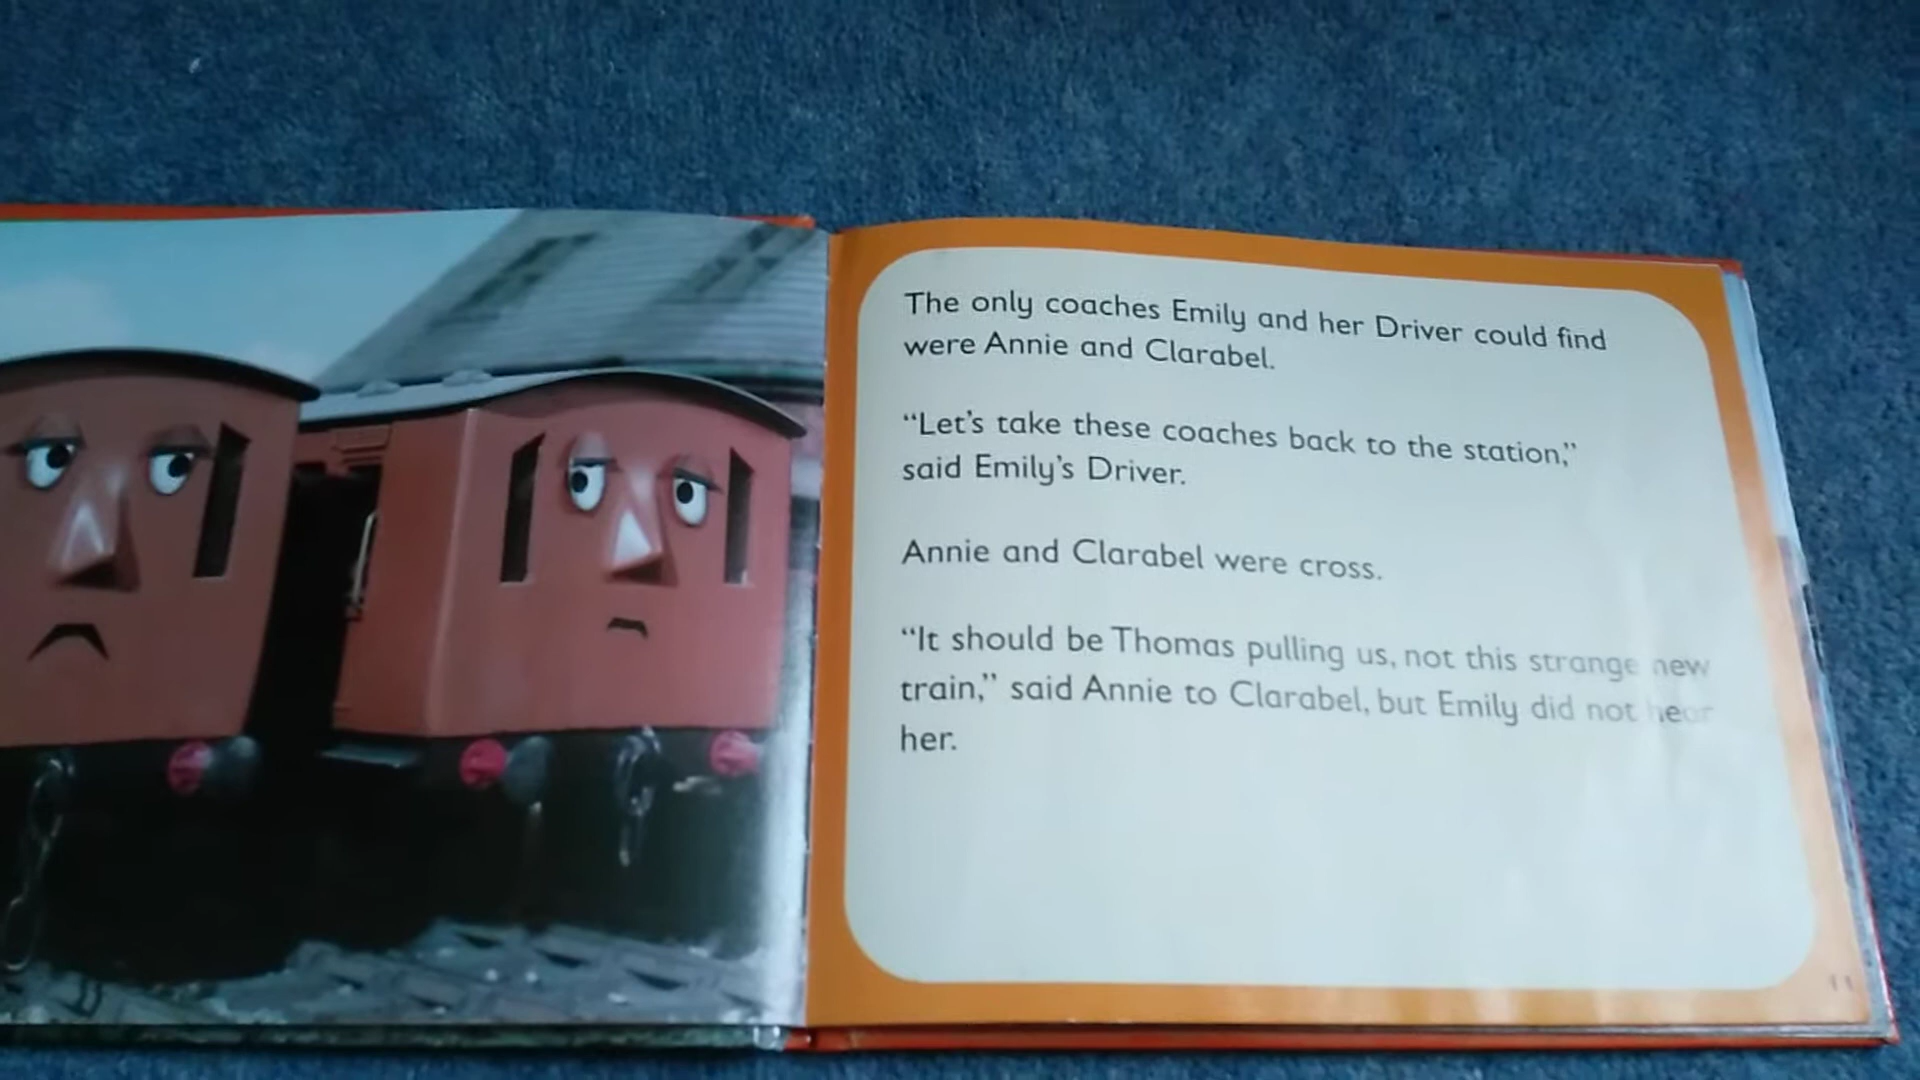 The only coaches Emily and her Driver could find
were Annie and Clarabel.
“Let’s take these coaches back to the station,”
said Emily’s Driver.
Annie and Clarabel were cross.
“It should be Thomas pulling us, not this strange new
train,” said Annie to Clarabel, but Emily did not hear
her.
11